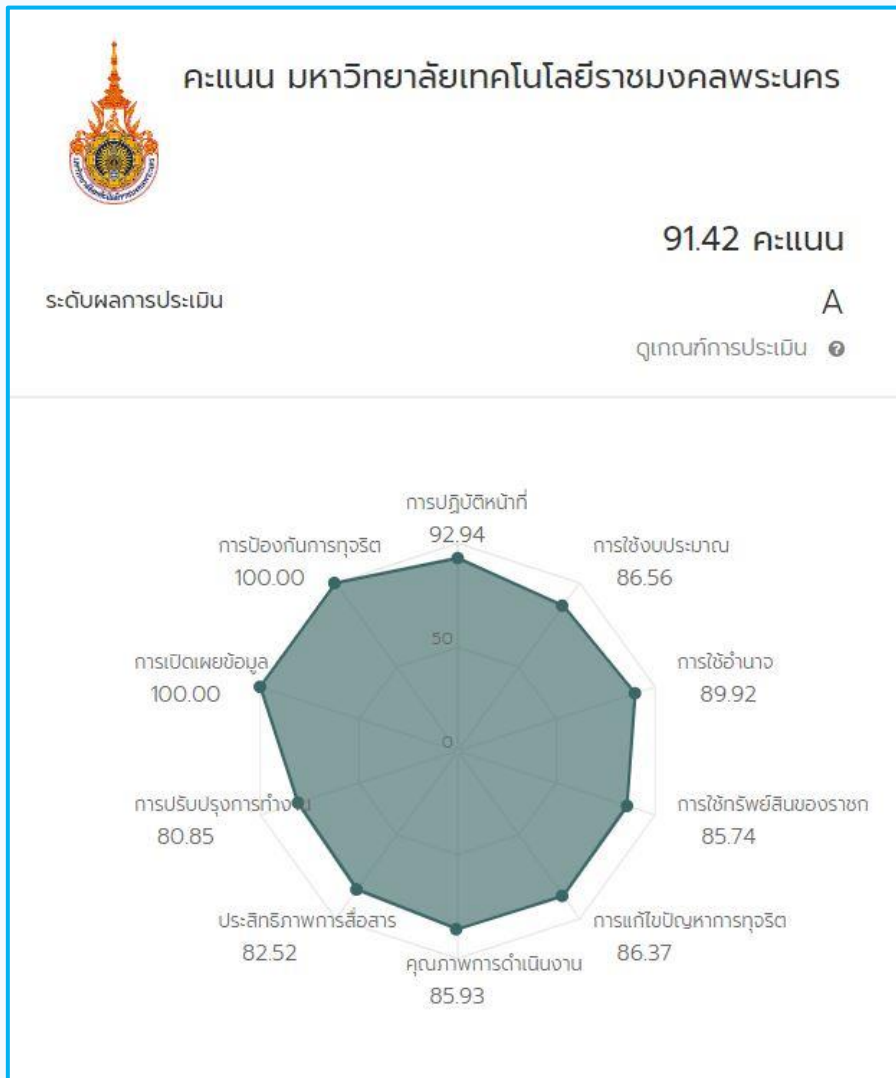 คะแนน มหาวิทยาลัยเทคโนโลยีราชมงคลพระนคร
91.42 คะแนน
ระดับผลการประเมิน
A
ดูเกณฑ์การประเมิน
การปฏิบัติหน้าที่
92.94
การใช้งบประมาณ
86.56
การใช้อำนาจ
89.92
การใช้ทรัพย์สินของราชก
85.74
การแก้ไขปัญหาการทุจริต
86.37
คุณภาพการดำเนินงาน
85.93
ประสิทธิภาพการสื่อสาร
82.52
การปรับปรุงการทำงาน
80.85
การเปิดเผยข้อมูล
100.00
การป้องกันการทุจริต
100.00
50
0